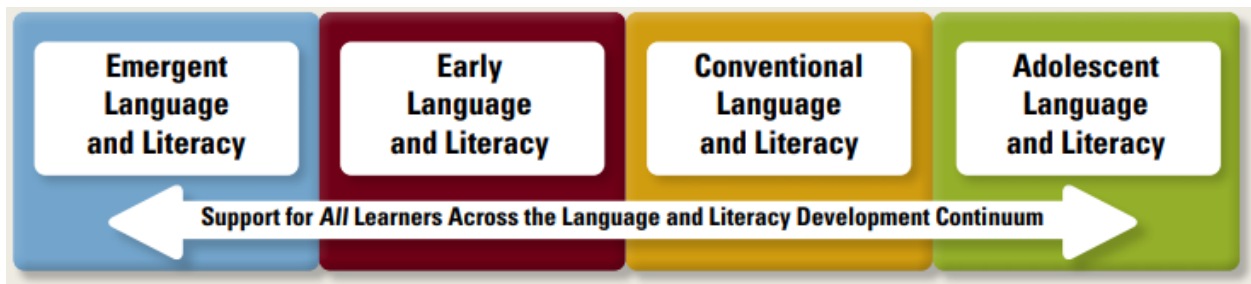 Emergent
Language
and Literacy
Early
Language
and Literacy
Conventional
Language
and Literacy
Adolescent
Language
and Literacy
Support for All Learners Across the Language and Literacy Development Continuum